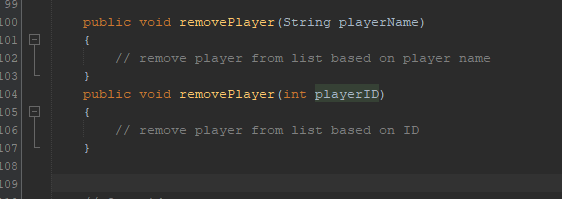 99
100 public void removePlayer(String playerName)
101 {
102 // remove player from list based on player name
103 }
104 public void removePlayer(int playerID)
105 {
106 // remove player from list based on ID
107 }
108
109